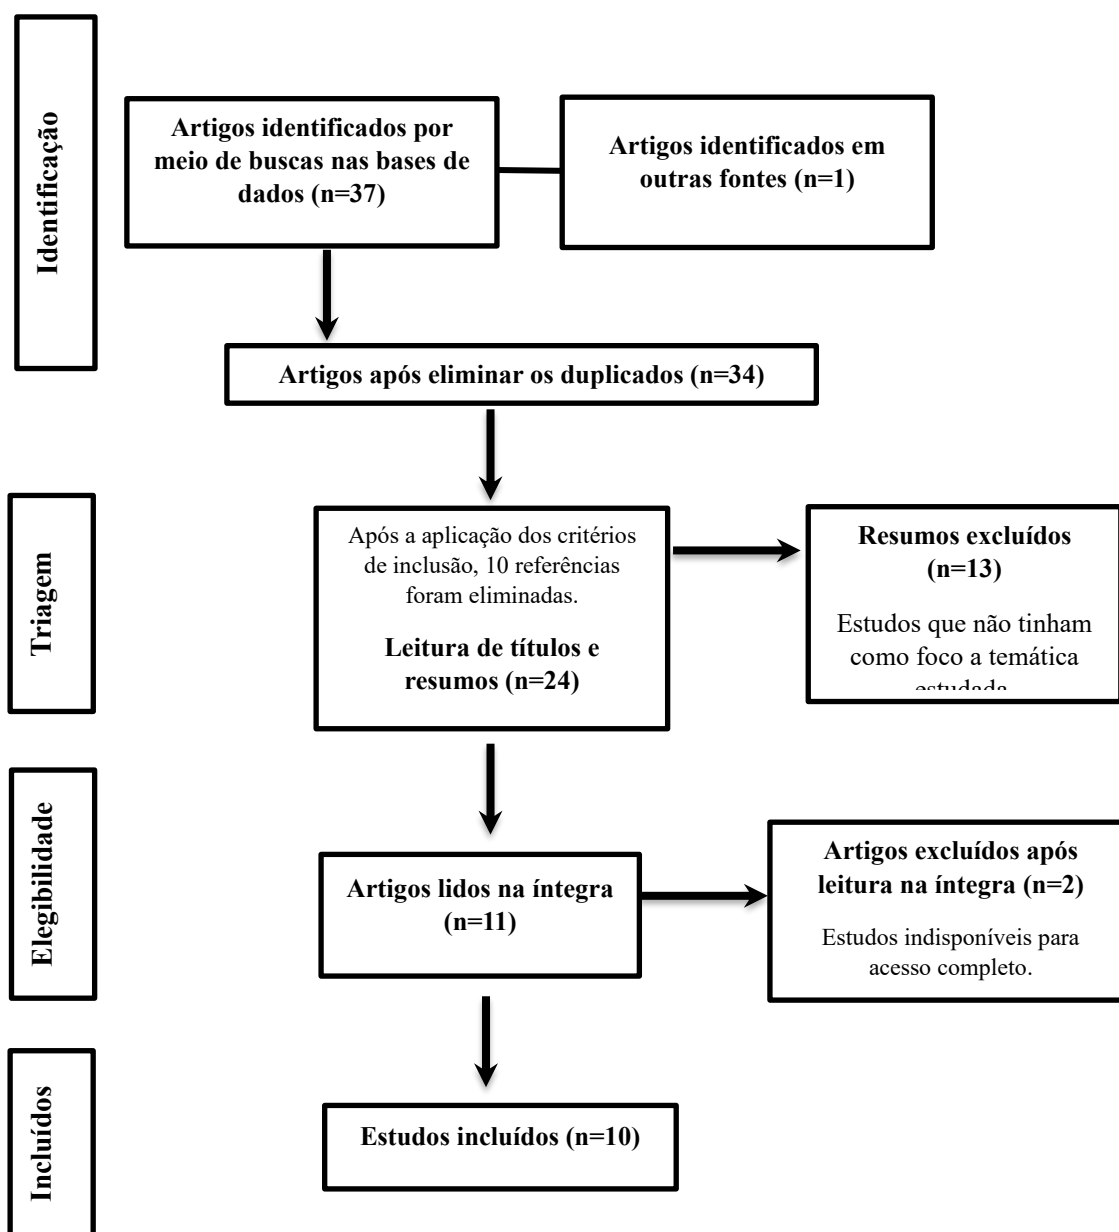 Identificação
Artigos identificados por
meio de buscas nas bases de
dados (n=37)
Artigos identificados em
outras fontes (n=1)
Artigos após eliminar os duplicados (n=34)
Triagem
Após a aplicação dos critérios
de inclusão, 10 referências
foram eliminadas.
Leitura de títulos e
resumos (n=24)
Resumos excluídos
(n=13)
Estudos que não tinham
como foco a temática
estudada
Elegibilidade
Artigos lidos na íntegra
(n=11)
Artigos excluídos após
leitura na íntegra (n=2)
Estudos indisponíveis para
acesso completo.
Incluídos
Estudos incluídos (n=10)